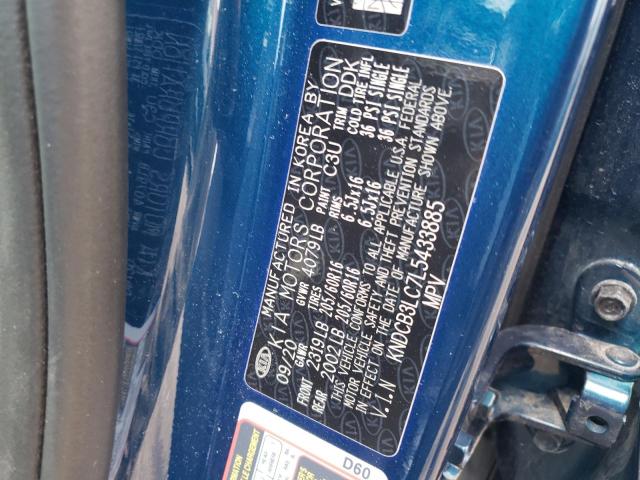 MANUFACTURED IN KOREA BY
KIA MOTORS CORPORATION
09/20 GVWR 4079LB PAINT C3U TRIM DDK
GAWR TIRES RIMS COLD TIRE INFL
FRONT 2319LB 205/60R16 6.5Jx16 36 PSI SINGLE
REAR 2002LB 205/60R16 6.5Jx16 36 PSI SINGLE
THIS VEHICLE CONFORMS TO ALL APPLICABLE U.S.A. FEDERAL
MOTOR VEHICLE SAFETY AND THEFT PREVENTION STANDARDS
IN EFFECT ON THE DATE OF MANUFACTURE SHOWN ABOVE.
V.I.N KNDCB3LC7L5433885
MPV
D60